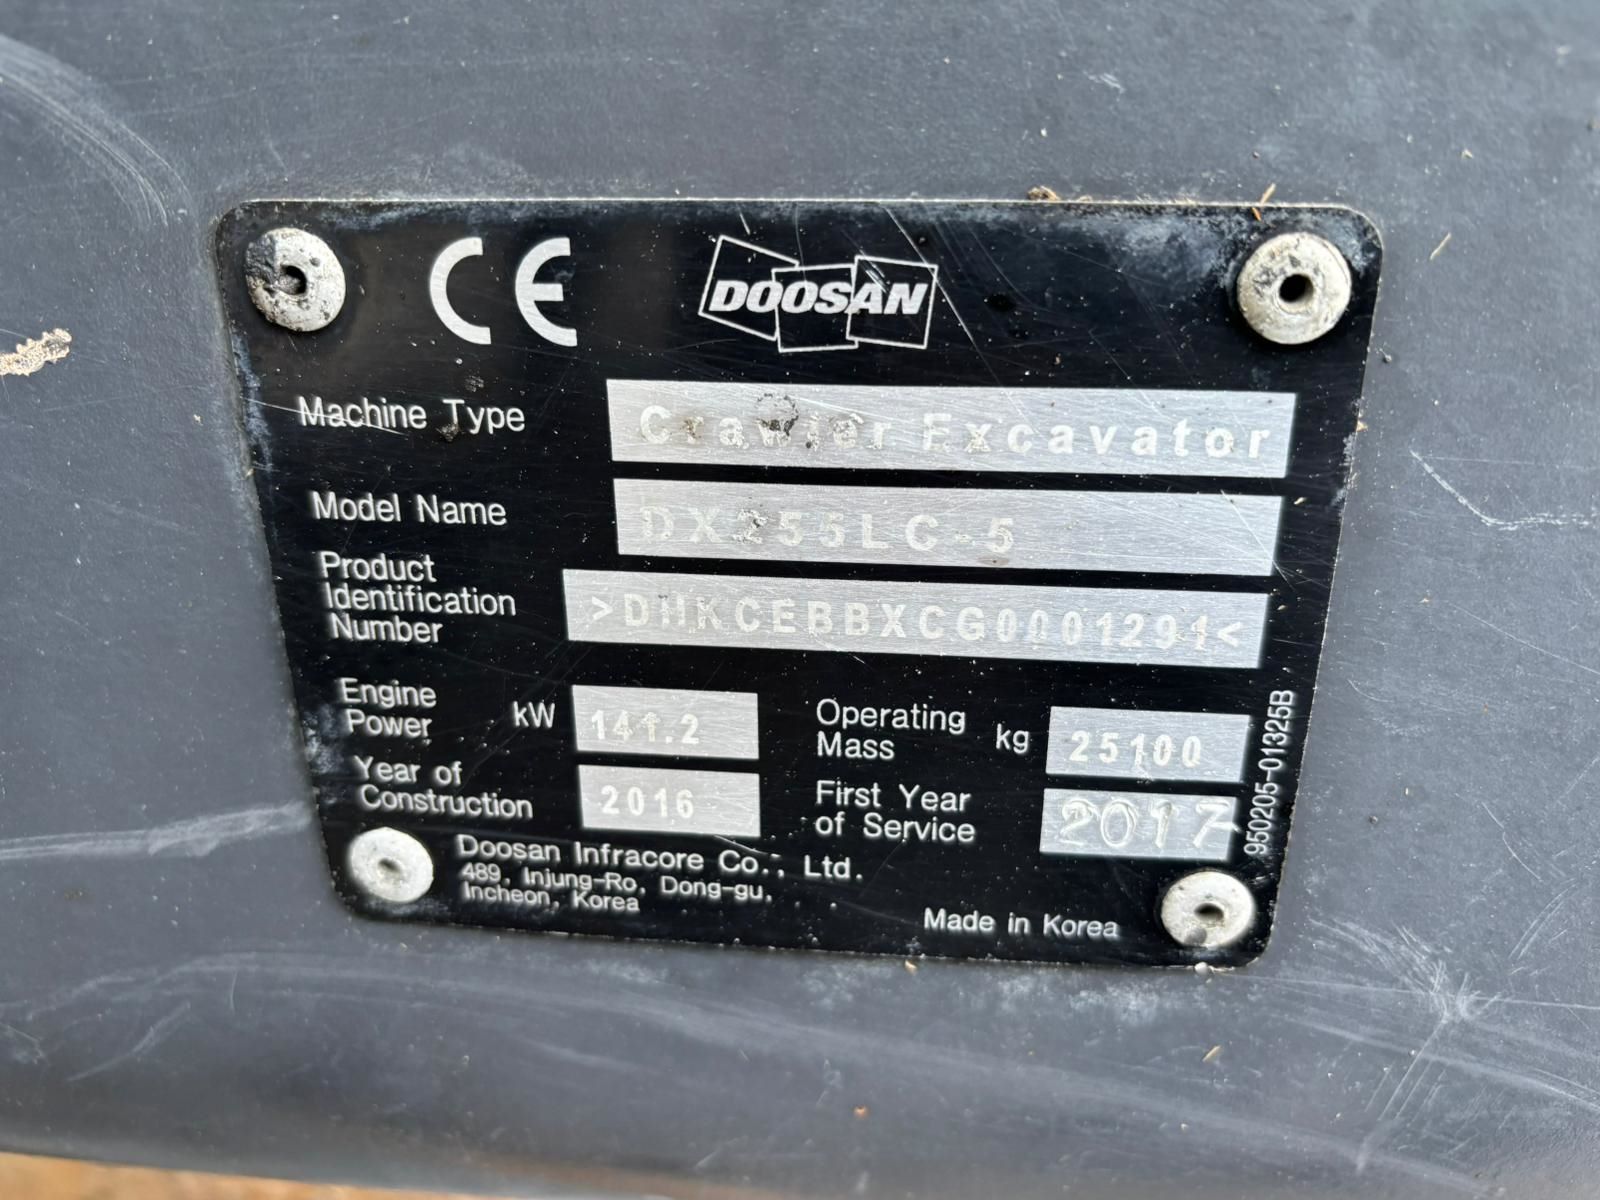 CE
DOOSAN
Machine Type Crawler Excavator
Model Name DX255LC-5
Product
Identification
Number >DHKCEBBXCG0001291<
Engine
Power kW 141.2
Operating
Mass kg 25100
Year of
Construction 2016
First Year
of Service 2017
Doosan Infracore Co., Ltd.
489, Injung-Ro, Dong-gu,
Incheon, Korea
Made in Korea
950205-01325B